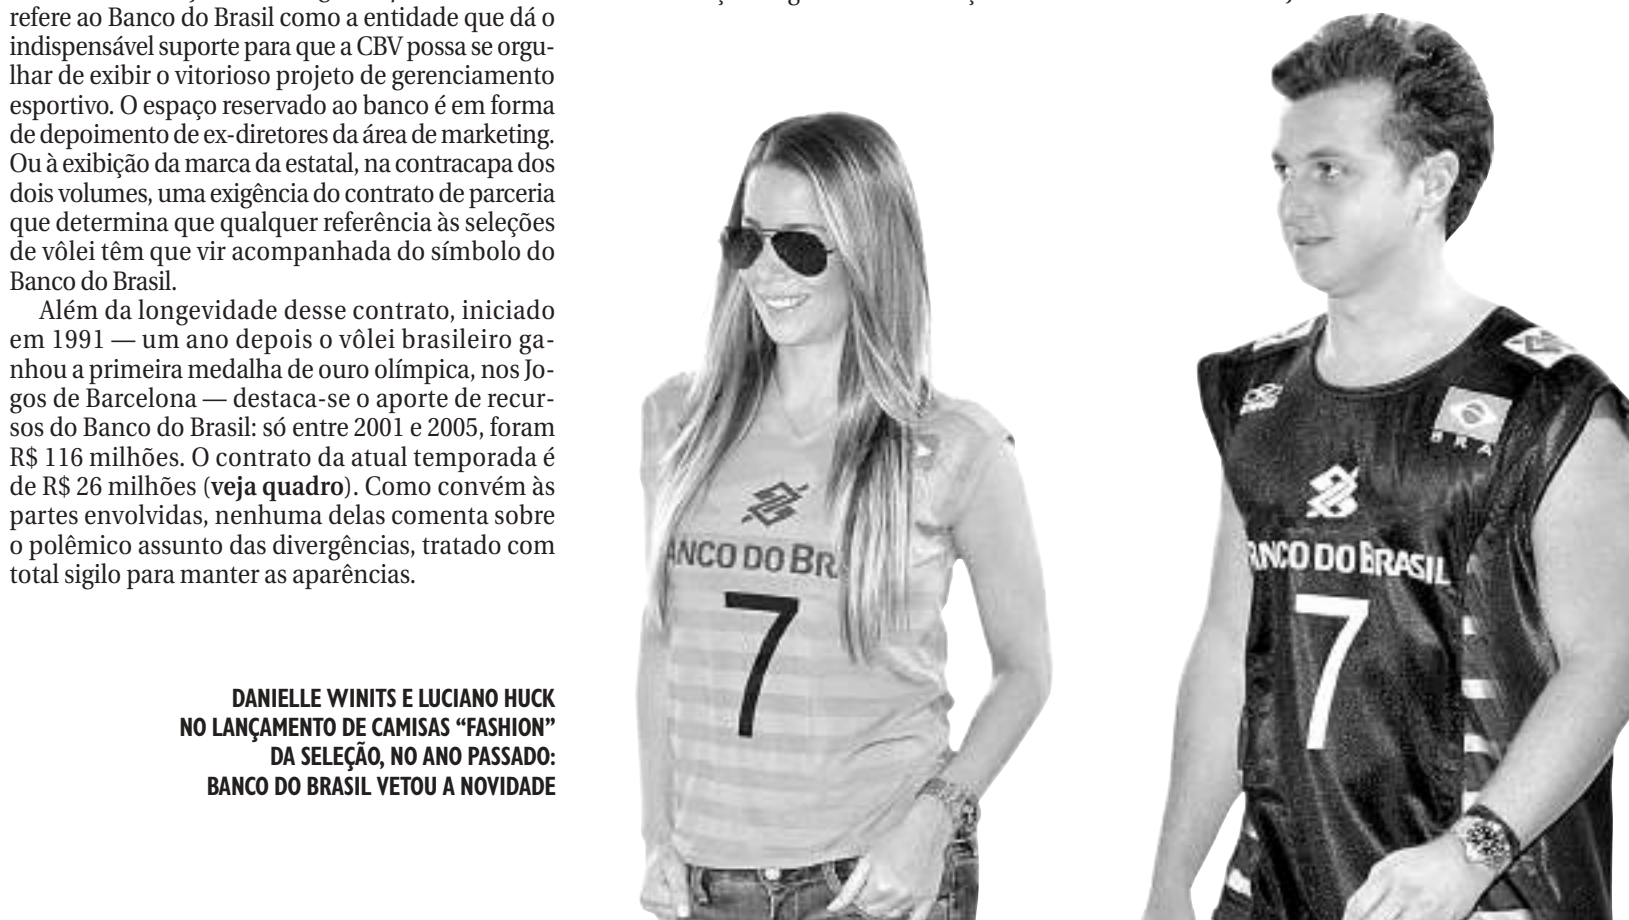 refere ao Banco do Brasil como a entidade que dá o
indispensável suporte para que a CBV possa se orgu-
lhar de exibir o vitorioso projeto de gerenciamento
esportivo. O espaço reservado ao banco é em forma
de depoimento de ex-diretores da área de marketing.
Ou à exibição da marca da estatal, na contracapa dos
dois volumes, uma exigência do contrato de parceria
que determina que qualquer referência às seleções
de vôlei têm que vir acompanhada do símbolo do
Banco do Brasil.
Além da longevidade desse contrato, iniciado
em 1991 — um ano depois o vôlei brasileiro ga-
nhou a primeira medalha de ouro olímpica, nos Jo-
gos de Barcelona — destaca-se o aporte de recur-
sos do Banco do Brasil: só entre 2001 e 2005, foram
R$ 116 milhões. O contrato da atual temporada é
de R$ 26 milhões (veja quadro). Como convém às
partes envolvidas, nenhuma delas comenta sobre
o polêmico assunto das divergências, tratado com
total sigilo para manter as aparências.
DANIELLE WINITS E LUCIANO HUCK
NO LANÇAMENTO DE CAMISAS “FASHION”
DA SELEÇÃO, NO ANO PASSADO:
BANCO DO BRASIL VETOU A NOVIDADE
ANCO DO BR
7
BRA
ANCO DO BRASIL
7